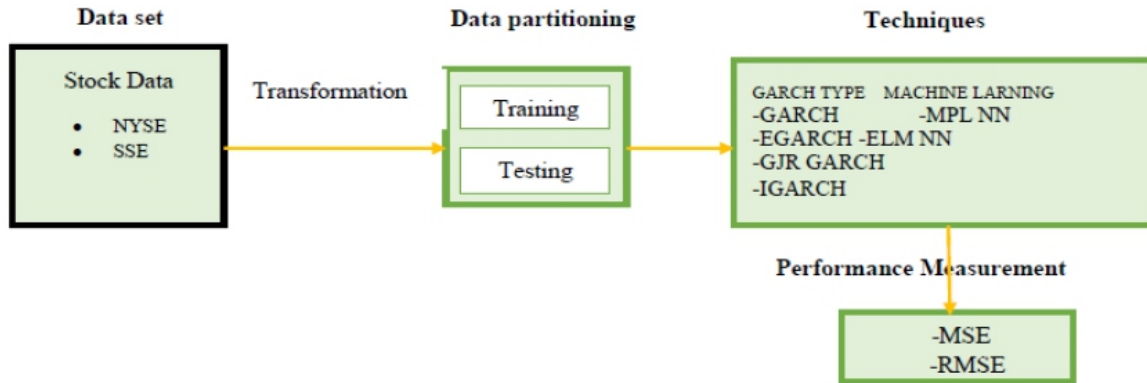 Data set
Stock Data
• NYSE
• SSE
Transformation
Data partitioning
Training
Testing
Techniques
GARCH TYPE MACHINE LARNING
-GARCH -MPL NN
-EGARCH -ELM NN
-GJR GARCH
-IGARCH
Performance Measurement
-MSE
-RMSE